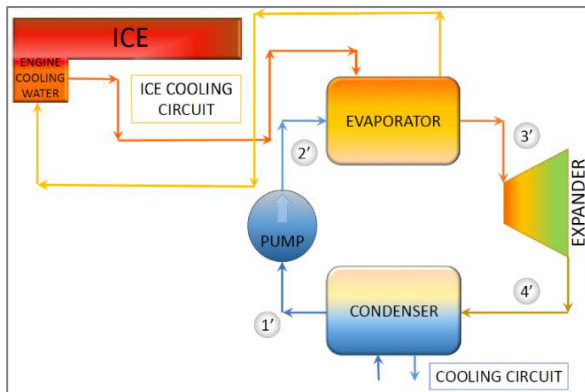 ICE
ENGINE
COOLING
WATER
ICE COOLING
CIRCUIT
EVAPORATOR
2’
3’
EXPANDER
PUMP
1’
CONDENSER
4’
COOLING CIRCUIT